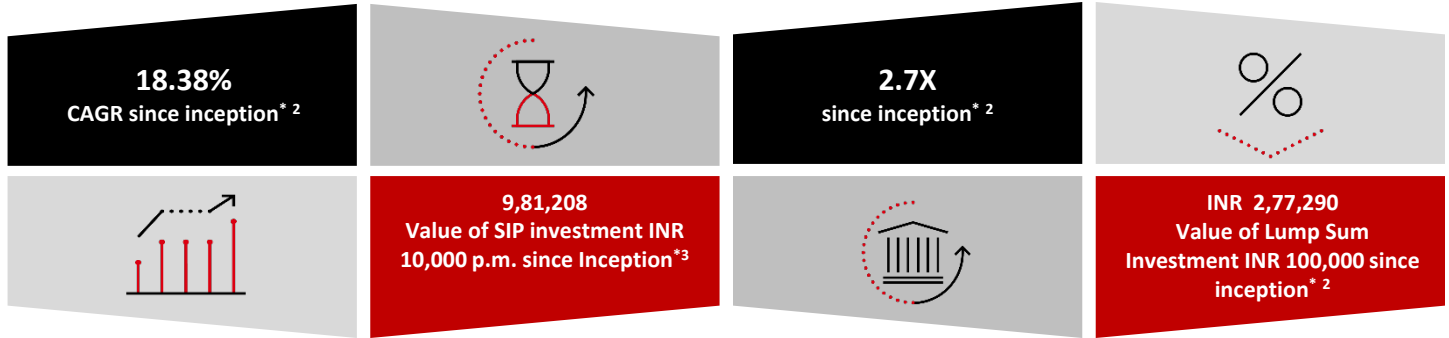 18.38%
CAGR since inception* 2
2.7X
since inception* 2
9,81,208
Value of SIP investment INR
10,000 p.m. since Inception*3
INR 2,77,290
Value of Lump Sum
Investment INR 100,000 since
inception* 2